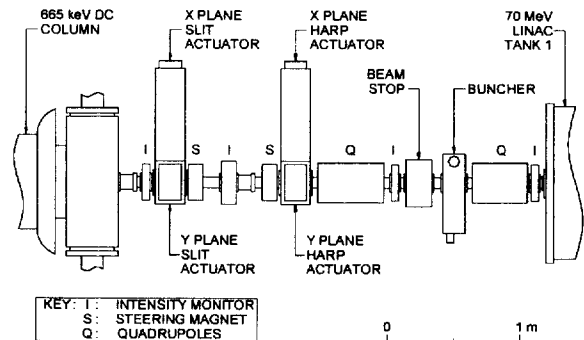 665 keV DC
COLUMN
X PLANE
SLIT
ACTUATOR
X PLANE
HARP
ACTUATOR
70 MeV
LINAC
TANK 1
BEAM
STOP
BUNCHER
I
S
I
S
Q
I
Q
I
Y PLANE
SLIT
ACTUATOR
Y PLANE
HARP
ACTUATOR
KEY: I : INTENSITY MONITOR
S : STEERING MAGNET
Q : QUADRUPOLES
0 1 m